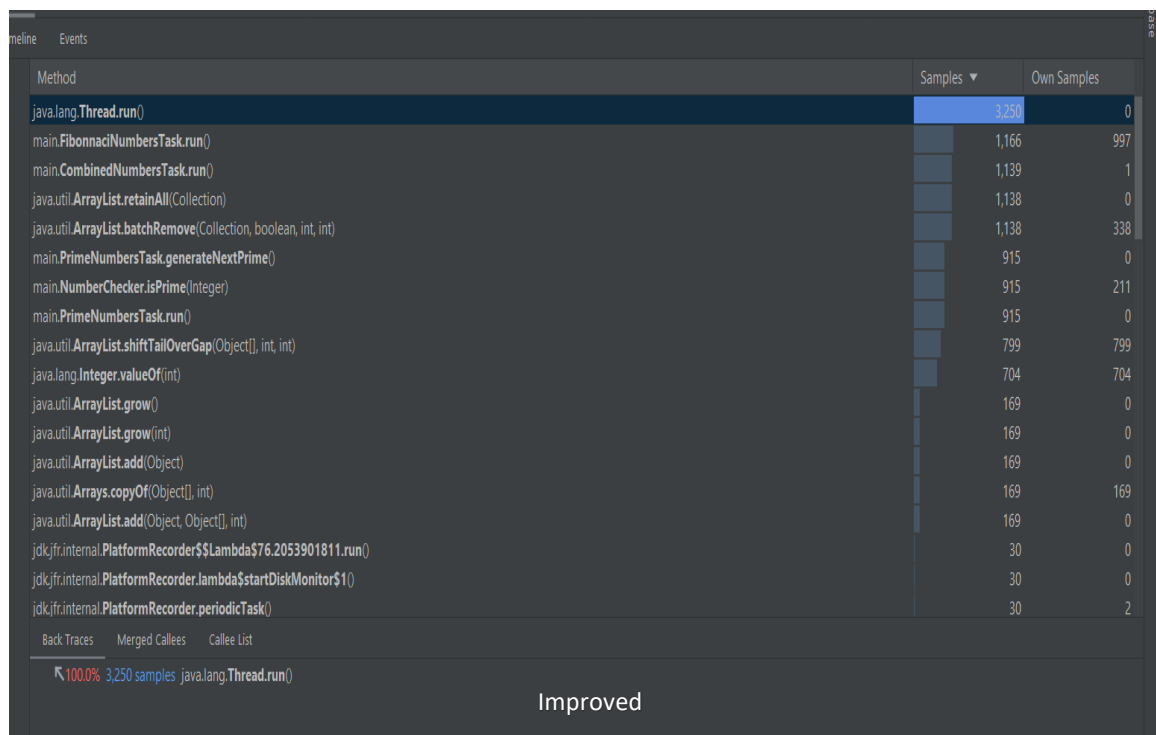 meline Events
base
Method Samples ▼ Own Samples
java.lang.Thread.run() 3,250 0
main.FibonnaciNumbersTask.run() 1,166 997
main.CombinedNumbersTask.run() 1,139 1
java.util.ArrayList.retainAll(Collection) 1,138 0
java.util.ArrayList.batchRemove(Collection, boolean, int, int) 1,138 338
main.PrimeNumbersTask.generateNextPrime() 915 0
main.NumberChecker.isPrime(Integer) 915 211
main.PrimeNumbersTask.run() 915 0
java.util.ArrayList.shiftTailOverGap(Object[], int, int) 799 799
java.lang.Integer.valueOf(int) 704 704
java.util.ArrayList.grow() 169 0
java.util.ArrayList.grow(int) 169 0
java.util.ArrayList.add(Object) 169 0
java.util.Arrays.copyOf(Object[], int) 169 169
java.util.ArrayList.add(Object, Object[], int) 169 0
jdk.jfr.internal.PlatformRecorder$$Lambda$76.2053901811.run() 30 0
jdk.jfr.internal.PlatformRecorder.lambda$startDiskMonitor$1() 30 0
jdk.jfr.internal.PlatformRecorder.periodicTask() 30 2
Back Traces Merged Callees Callee List
100.0% 3,250 samples java.lang.Thread.run()
Improved